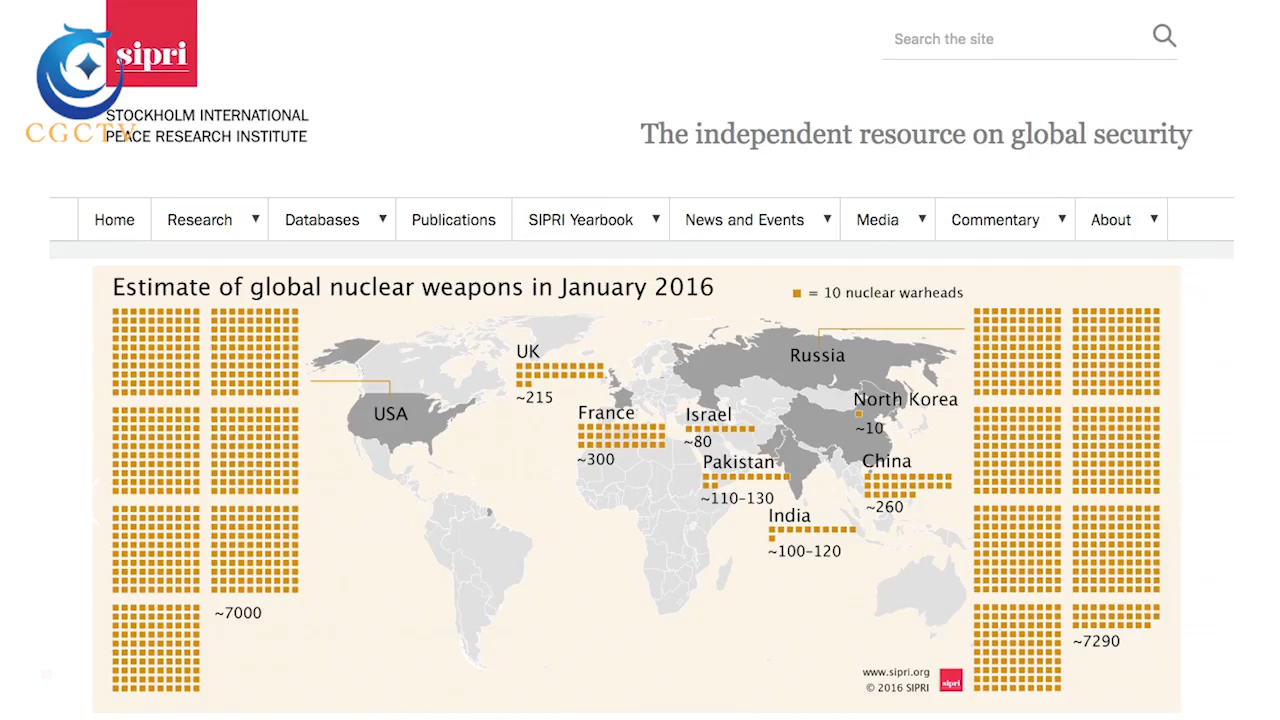 sipri
Search the site
STOCKHOLM INTERNATIONAL
PEACE RESEARCH INSTITUTE
CGCTV
The independent resource on global security
Home
Research
Databases
Publications
SIPRI Yearbook
News and Events
Media
Commentary
About
Estimate of global nuclear weapons in January 2016
= 10 nuclear warheads
UK
~215
Russia
USA
France
~300
Israel
~80
North Korea
~10
Pakistan
~110–130
China
~260
India
~100–120
~7000
~7290
www.sipri.org
© 2016 SIPRI
sipri